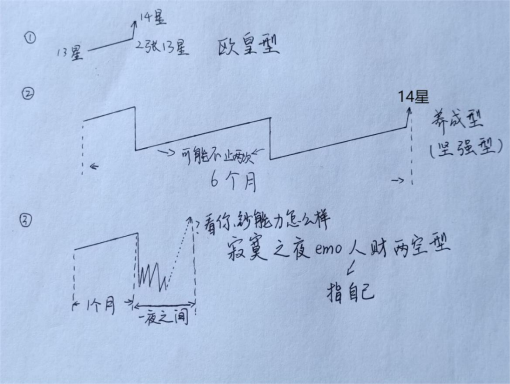 ①
14星
13星
2张13星
欧皇型
②
14星
养成型
(坚强型)
可能不止两次
6个月
③
看你钞能力怎么样
寂寞之夜emo人财两空型
指自己
1个月
一夜之间